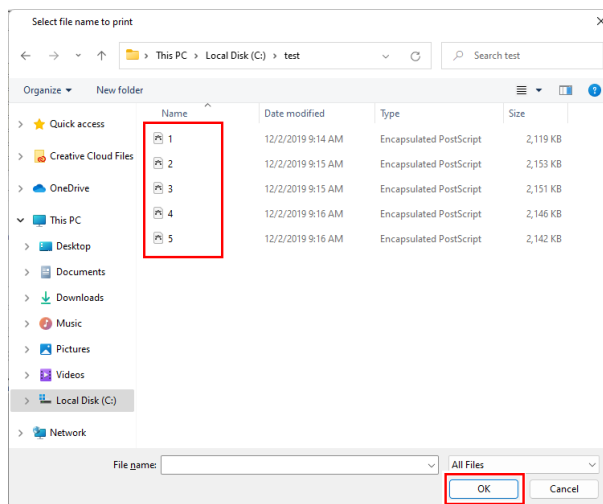 Select file name to print
This PC > Local Disk (C:) > test
Search test
Organize
New folder
Name Date modified Type Size
Quick access
Creative Cloud Files
OneDrive
This PC
Desktop
Documents
Downloads
Music
Pictures
Videos
Local Disk (C:)
Network
1 12/2/2019 9:14 AM Encapsulated PostScript 2,119 KB
2 12/2/2019 9:15 AM Encapsulated PostScript 2,153 KB
3 12/2/2019 9:15 AM Encapsulated PostScript 2,151 KB
4 12/2/2019 9:16 AM Encapsulated PostScript 2,146 KB
5 12/2/2019 9:16 AM Encapsulated PostScript 2,142 KB
File name:
All Files
OK
Cancel